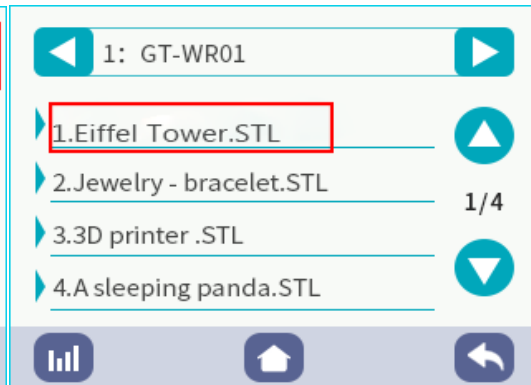 1: GT-WR01
1.Eiffel Tower.STL
2.Jewelry - bracelet.STL
1/4
3.3D printer .STL
4.A sleeping panda.STL